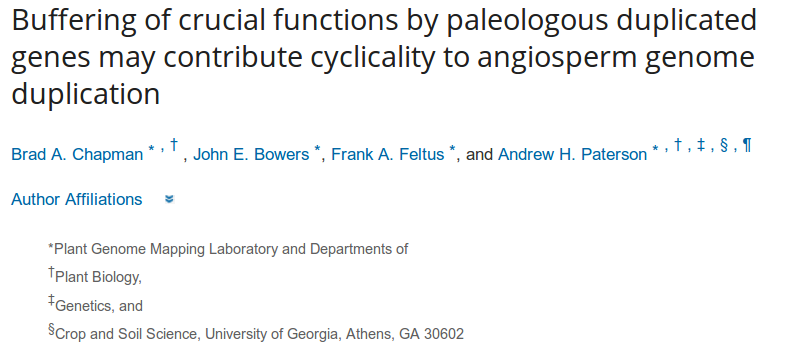 Buffering of crucial functions by paleologous duplicated
genes may contribute cyclicality to angiosperm genome
duplication
Brad A. Chapman * , † , John E. Bowers *, Frank A. Feltus *, and Andrew H. Paterson * , † , ‡ , § , ¶
Author Affiliations
*Plant Genome Mapping Laboratory and Departments of
†Plant Biology,
‡Genetics, and
§Crop and Soil Science, University of Georgia, Athens, GA 30602